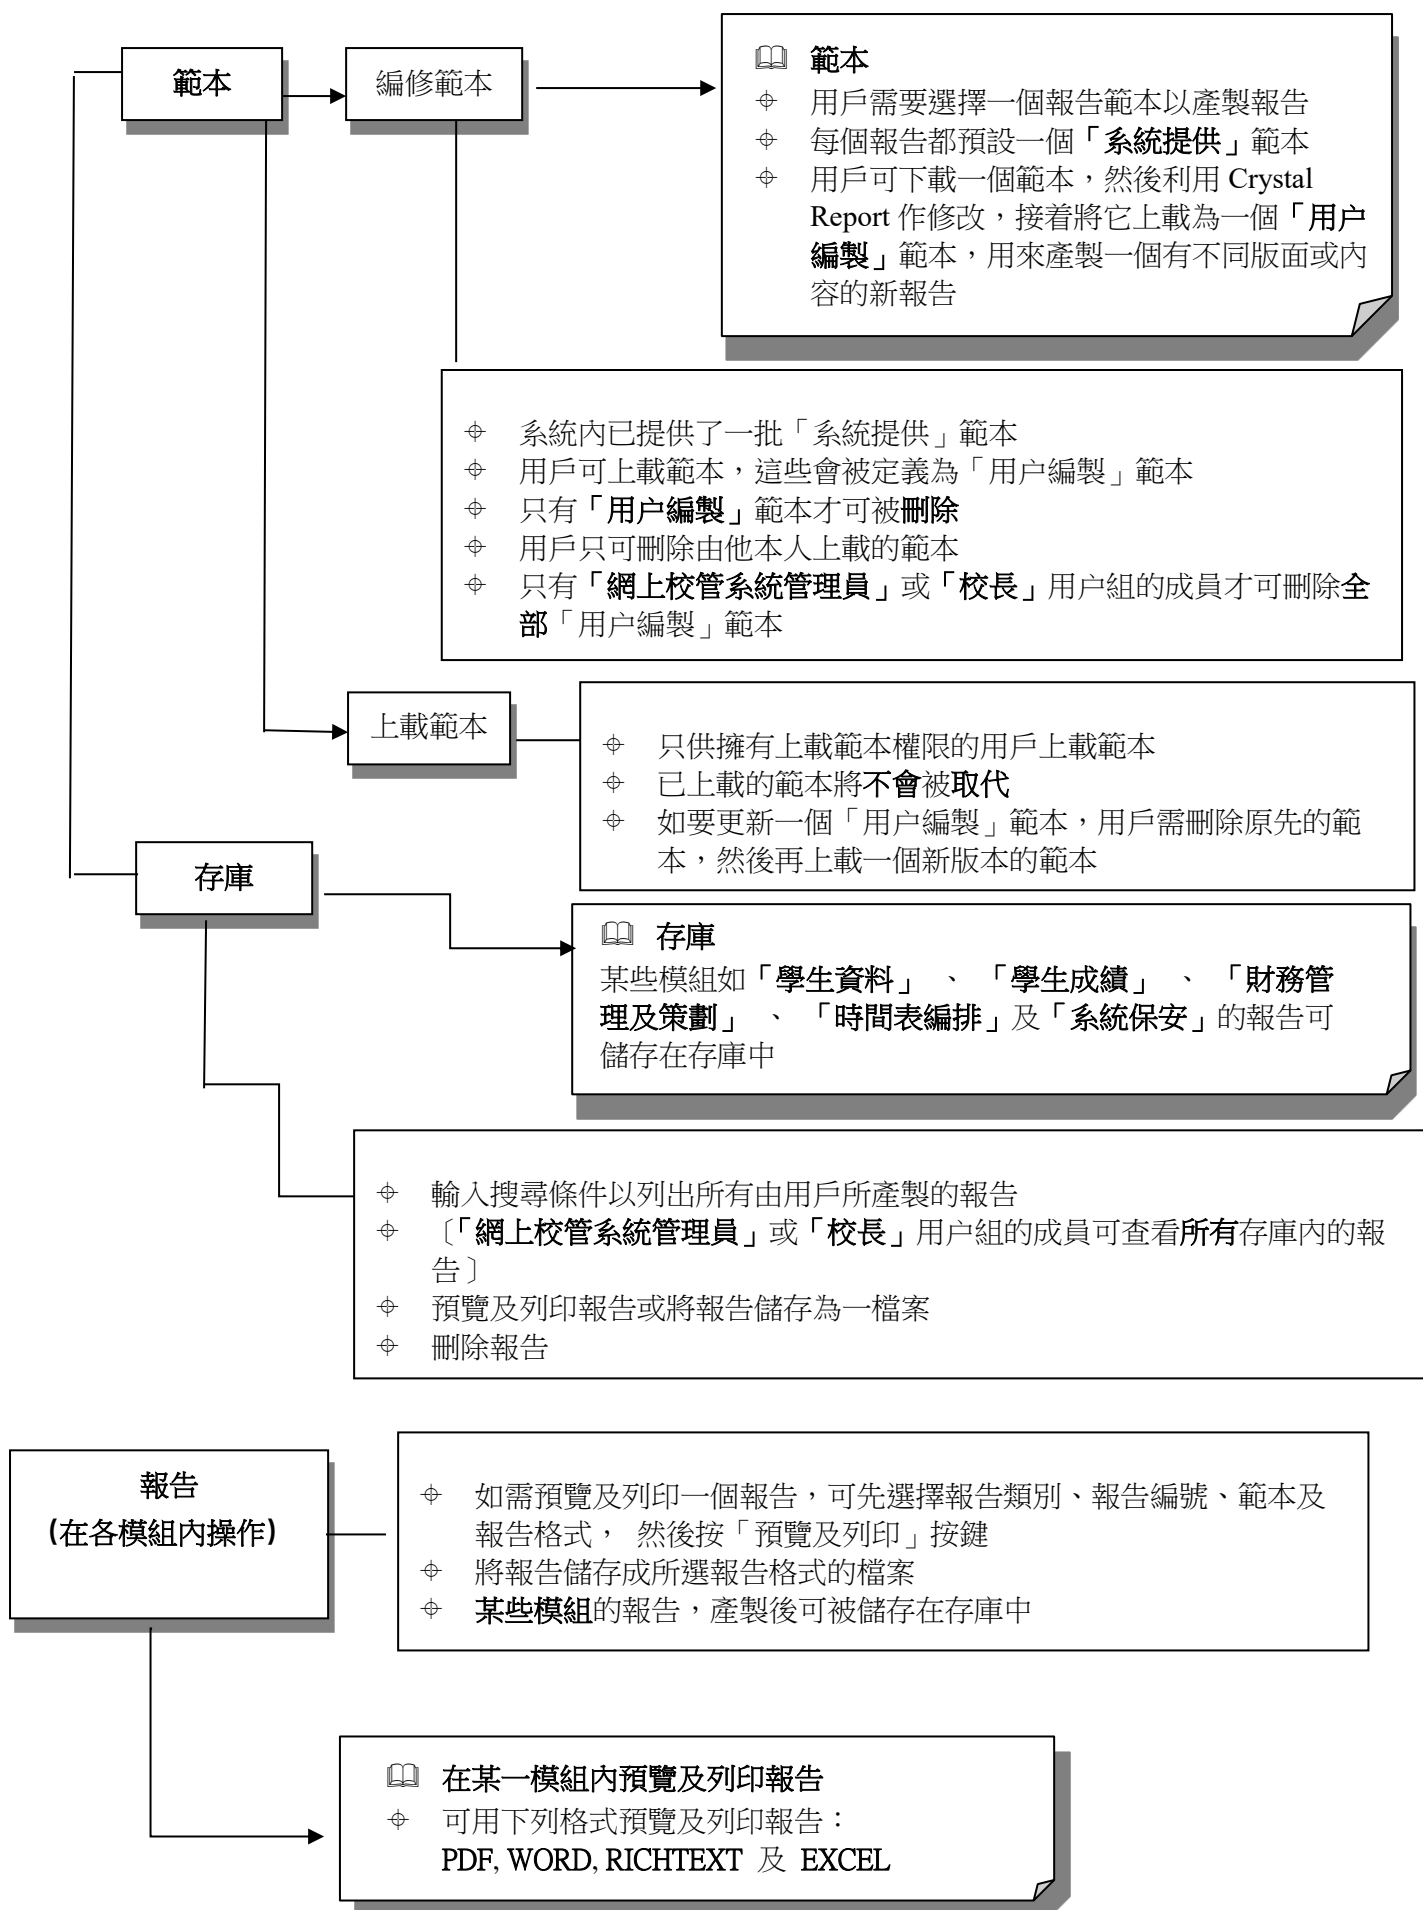 範本
編修範本
範本
用戶需要選擇一個報告範本以產製報告
每個報告都預設一個「系統提供」範本
用戶可下載一個範本，然後利用 Crystal
Report 作修改，接着將它上載為一個「用户
編製」範本，用來產製一個有不同版面或內
容的新報告
系統內已提供了一批「系統提供」範本
用戶可上載範本，這些會被定義為「用户編製」範本
只有「用户編製」範本才可被刪除
用戶只可刪除由他本人上載的範本
只有「網上校管系統管理員」或「校長」用户組的成員才可刪除全
部「用户編製」範本
上載範本
只供擁有上載範本權限的用戶上載範本
已上載的範本將不會被取代
如要更新一個「用户編製」範本，用戶需刪除原先的範
本，然後再上載一個新版本的範本
存庫
存庫
某些模組如「學生資料」 、 「學生成績」 、 「財務管
理及策劃」 、 「時間表編排」及「系統保安」的報告可
儲存在存庫中
輸入搜尋條件以列出所有由用戶所產製的報告
〔「網上校管系統管理員」或「校長」用户組的成員可查看所有存庫內的報
告〕
預覽及列印報告或將報告儲存為一檔案
刪除報告
報告
(在各模組內操作)
如需預覽及列印一個報告，可先選擇報告類別、報告編號、範本及
報告格式， 然後按「預覽及列印」按鍵
將報告儲存成所選報告格式的檔案
某些模組的報告，產製後可被儲存在存庫中
在某一模組內預覽及列印報告
可用下列格式預覽及列印報告：
PDF, WORD, RICHTEXT 及 EXCEL